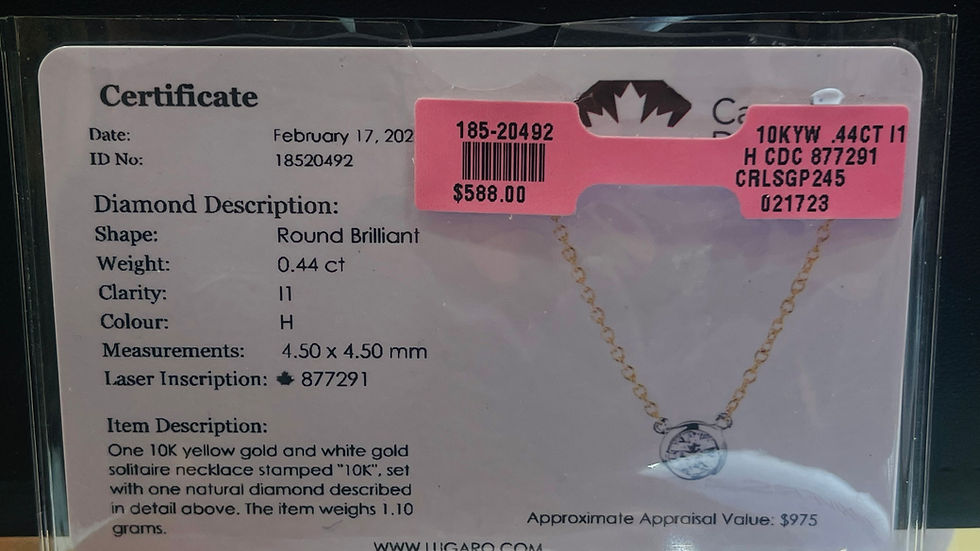 Certificate
Date: February 17, 202
ID No: 18520492
185-20492
$588.00
10KYW .44CT I1
H CDC 877291
CRLSGP245
021723
Diamond Description:
Shape: Round Brilliant
Weight: 0.44 ct
Clarity: I1
Colour: H
Measurements: 4.50 x 4.50 mm
Laser Inscription: 877291
Item Description:
One 10K yellow gold and white gold
solitaire necklace stamped "10K", set
with one natural diamond described
in detail above. The item weighs 1.10
grams.
Approximate Appraisal Value: $975
WWW.LUGARO.COM